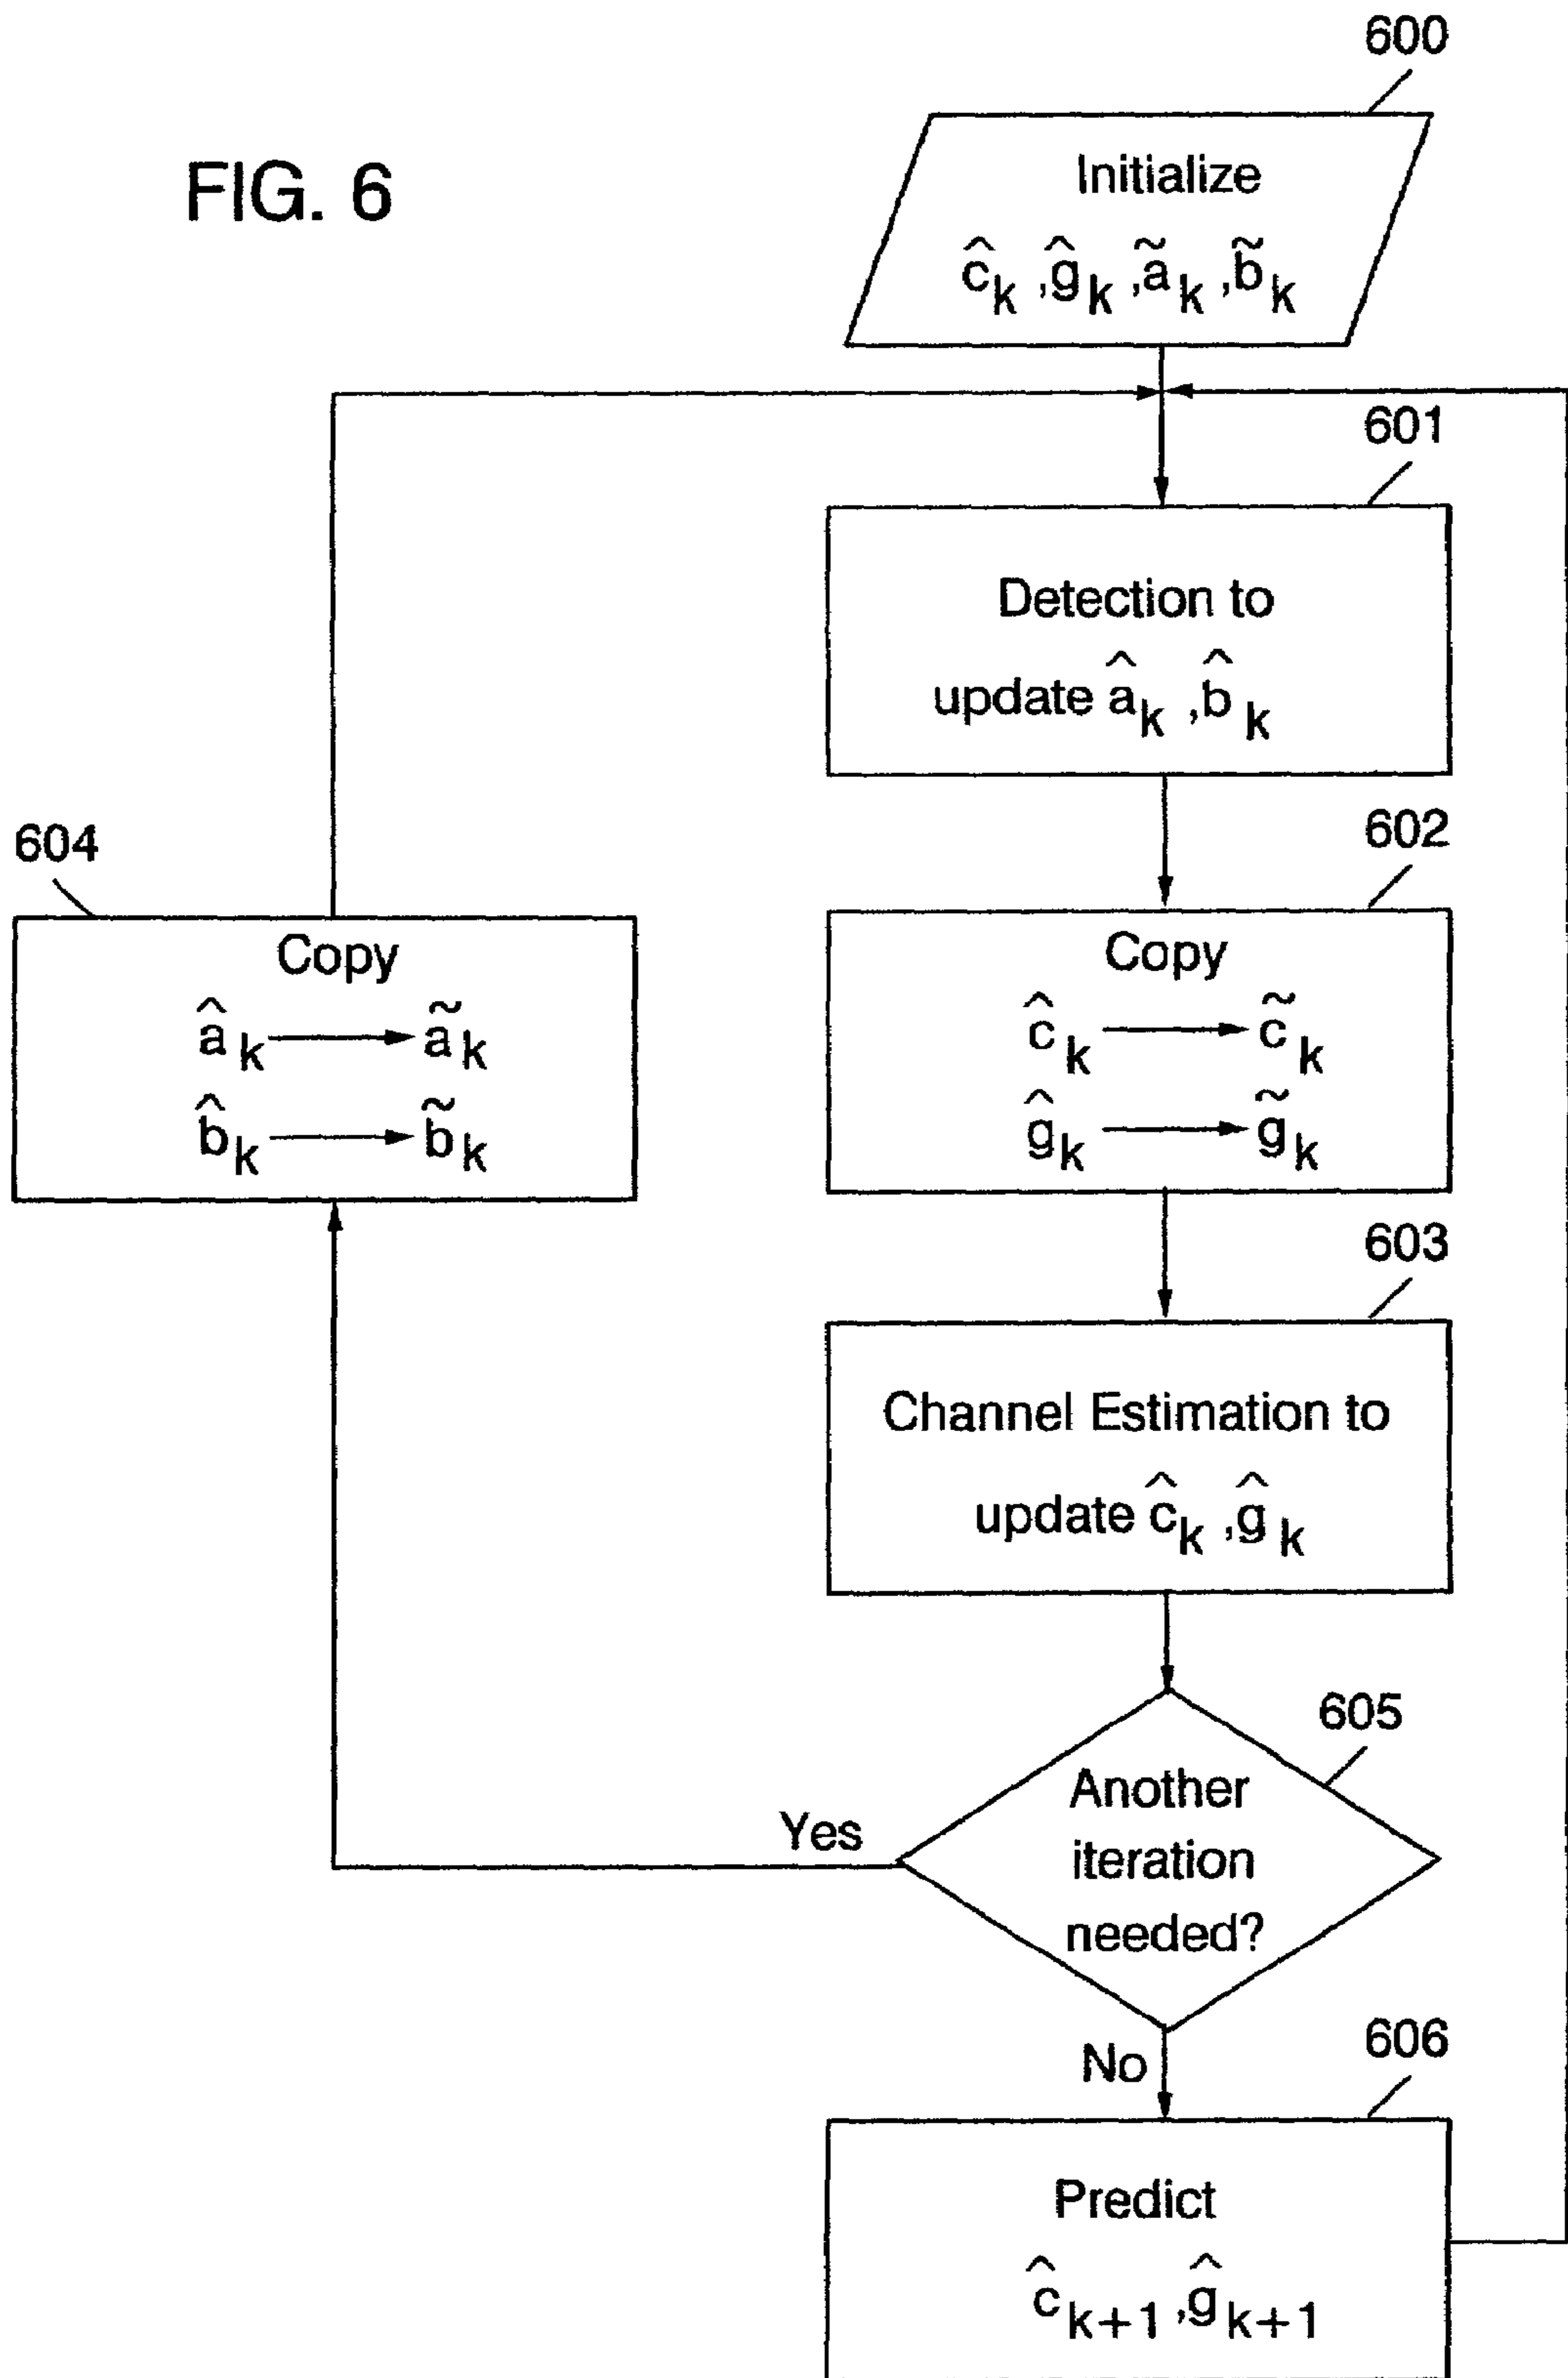 FIG. 6
600
Initialize
ĉk ,ĝk ,ãk ,b̃k
601
Detection to
update âk ,b̂k
602
Copy
ĉk → c̃k
ĝk → g̃k
604
Copy
âk → ãk
b̂k → b̃k
603
Channel Estimation to
update ĉk ,ĝk
605
Another
iteration
needed?
Yes
No
606
Predict
ĉk+1 ,ĝk+1